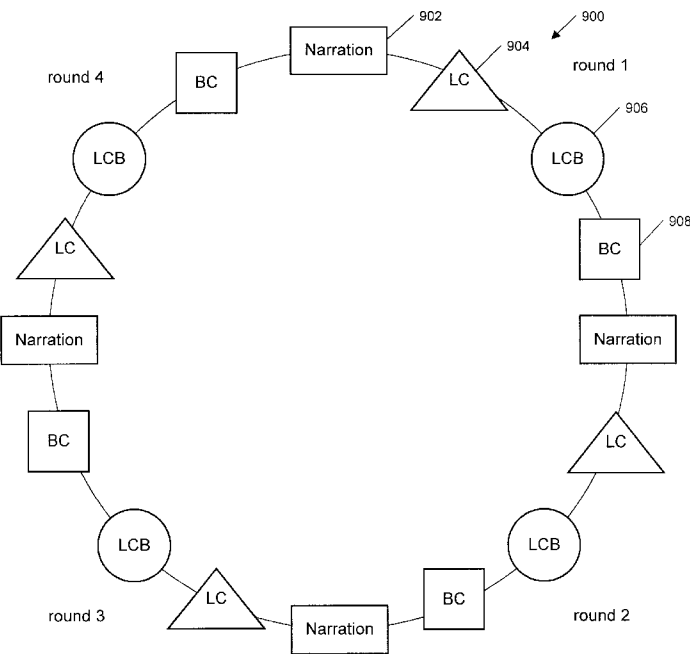 902
900
Narration
904
round 4
round 1
BC
LC
906
LCB
LCB
908
LC
BC
Narration
Narration
BC
LC
LCB
LCB
LC
BC
round 3
round 2
Narration